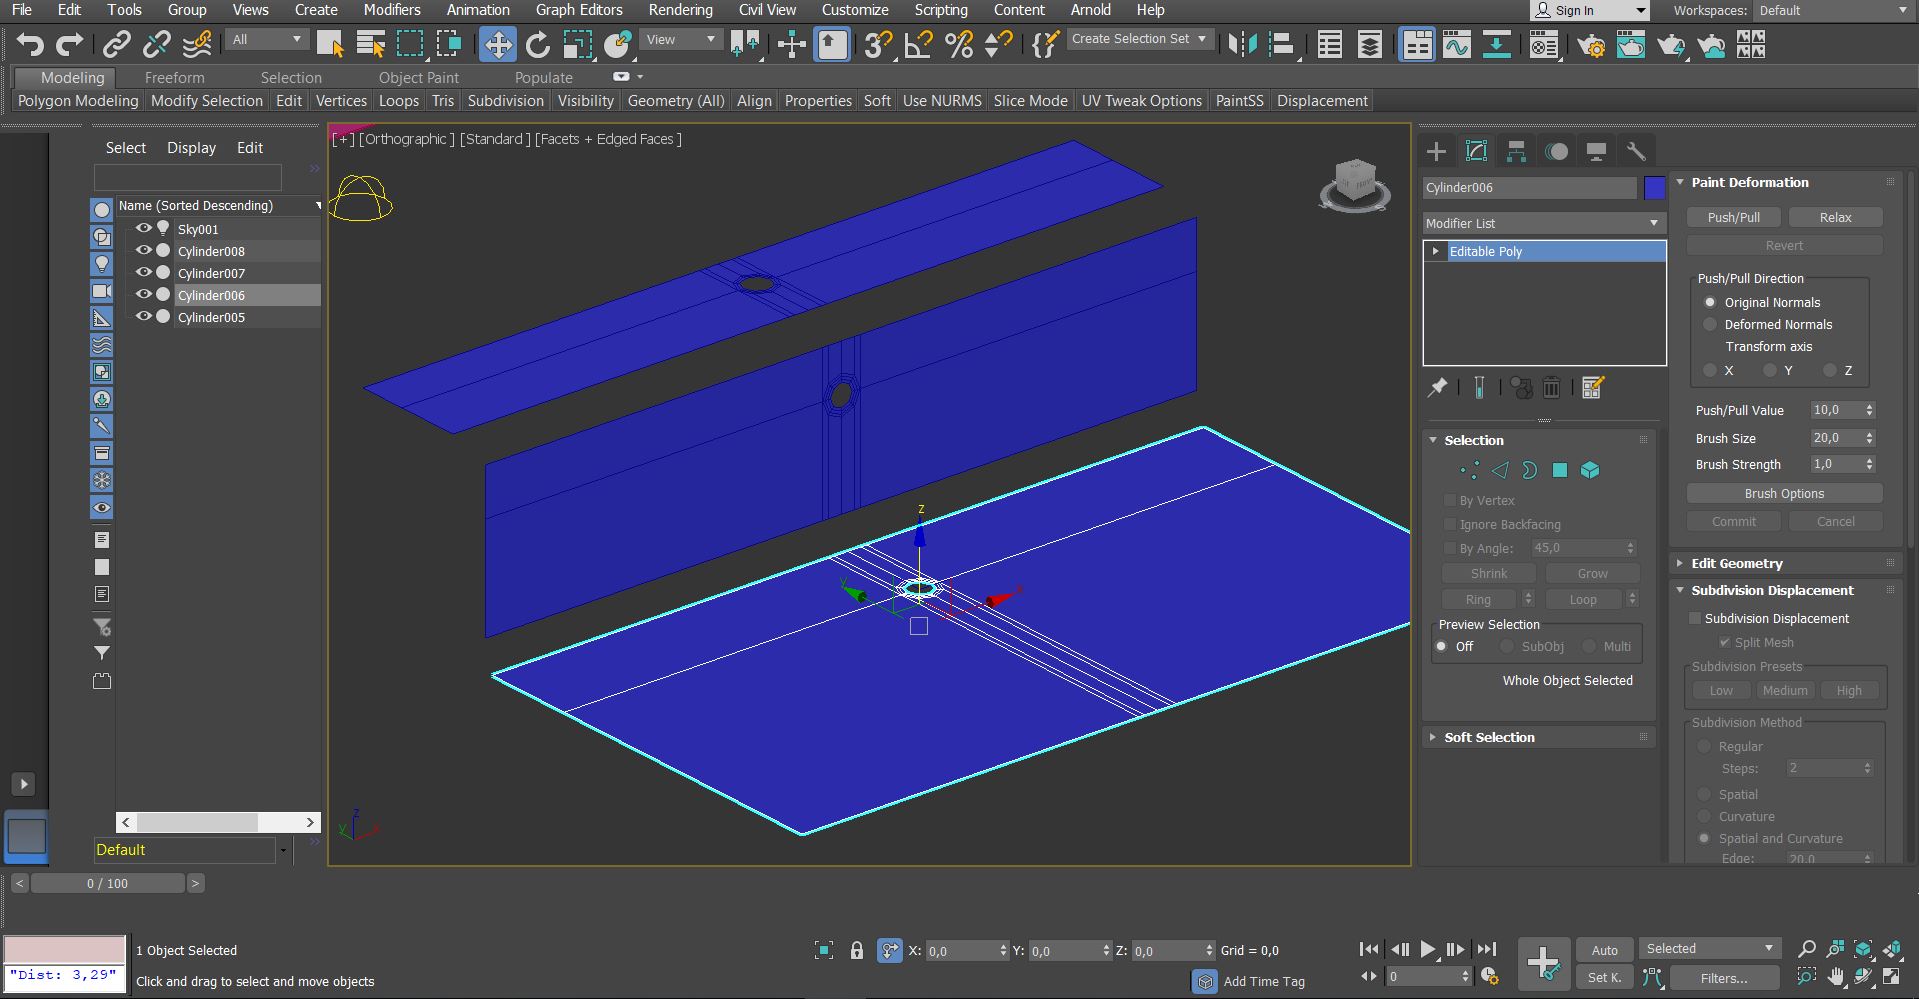 File Edit Tools Group Views Create Modifiers Animation Graph Editors Rendering Civil View Customize Scripting Content Arnold Help Sign In Workspaces: Default
All View Create Selection Set
Modeling Freeform Selection Object Paint Populate
Polygon Modeling Modify Selection Edit Vertices Loops Tris Subdivision Visibility Geometry (All) Align Properties Soft Use NURMS Slice Mode UV Tweak Options PaintSS Displacement
Select Display Edit
Name (Sorted Descending)
Sky001
Cylinder008
Cylinder007
Cylinder006
Cylinder005
Default
[+] [Orthographic ] [Standard ] [Facets + Edged Faces ]
z
y
x
z
y
x
Cylinder006
Modifier List
Editable Poly
Selection
By Vertex
Ignore Backfacing
By Angle: 45,0
Shrink Grow
Ring Loop
Preview Selection
Off SubObj Multi
Whole Object Selected
Soft Selection
Paint Deformation
Push/Pull Relax
Revert
Push/Pull Direction
Original Normals
Deformed Normals
Transform axis
X Y Z
Push/Pull Value 10,0
Brush Size 20,0
Brush Strength 1,0
Brush Options
Commit Cancel
Edit Geometry
Subdivision Displacement
Subdivision Displacement
Split Mesh
Subdivision Presets
Low Medium High
Subdivision Method
Regular
Steps: 2
Spatial
Curvature
Spatial and Curvature
Edge: 20,0
< 0 / 100 >
1 Object Selected X: 0,0 Y: 0,0 Z: 0,0 Grid = 0,0 Auto Selected
"Dist: 3,29" Click and drag to select and move objects Add Time Tag 0 Set K. Filters...